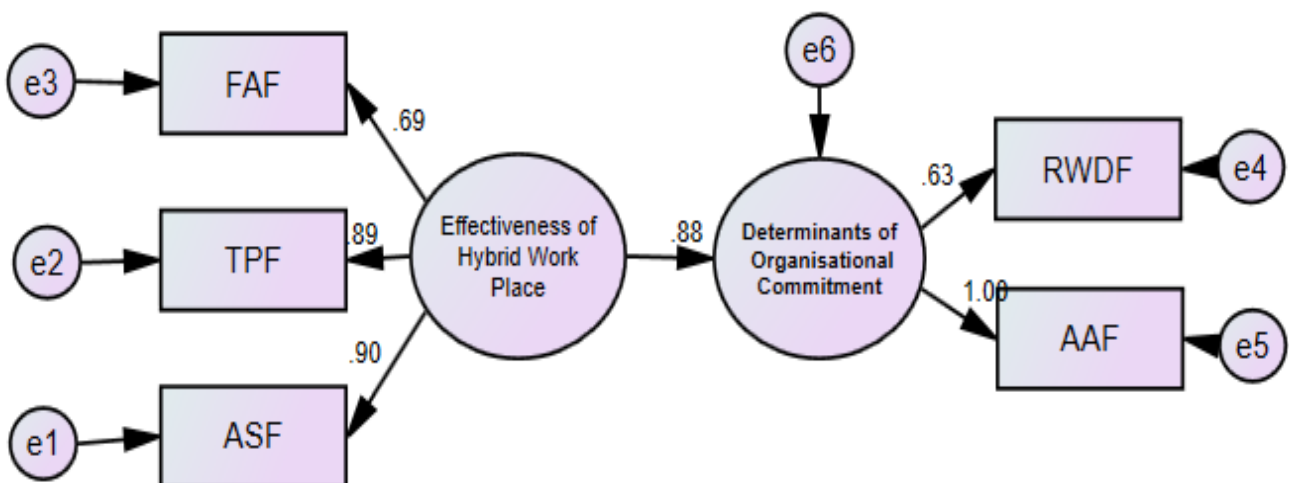 e6
e3
FAF
.69
RWDF
e4
.63
Effectiveness of
Hybrid Work
Place
e2
TPF
.89
.88
Determinants of
Organisational
Commitment
1.00
AAF
e5
.90
e1
ASF